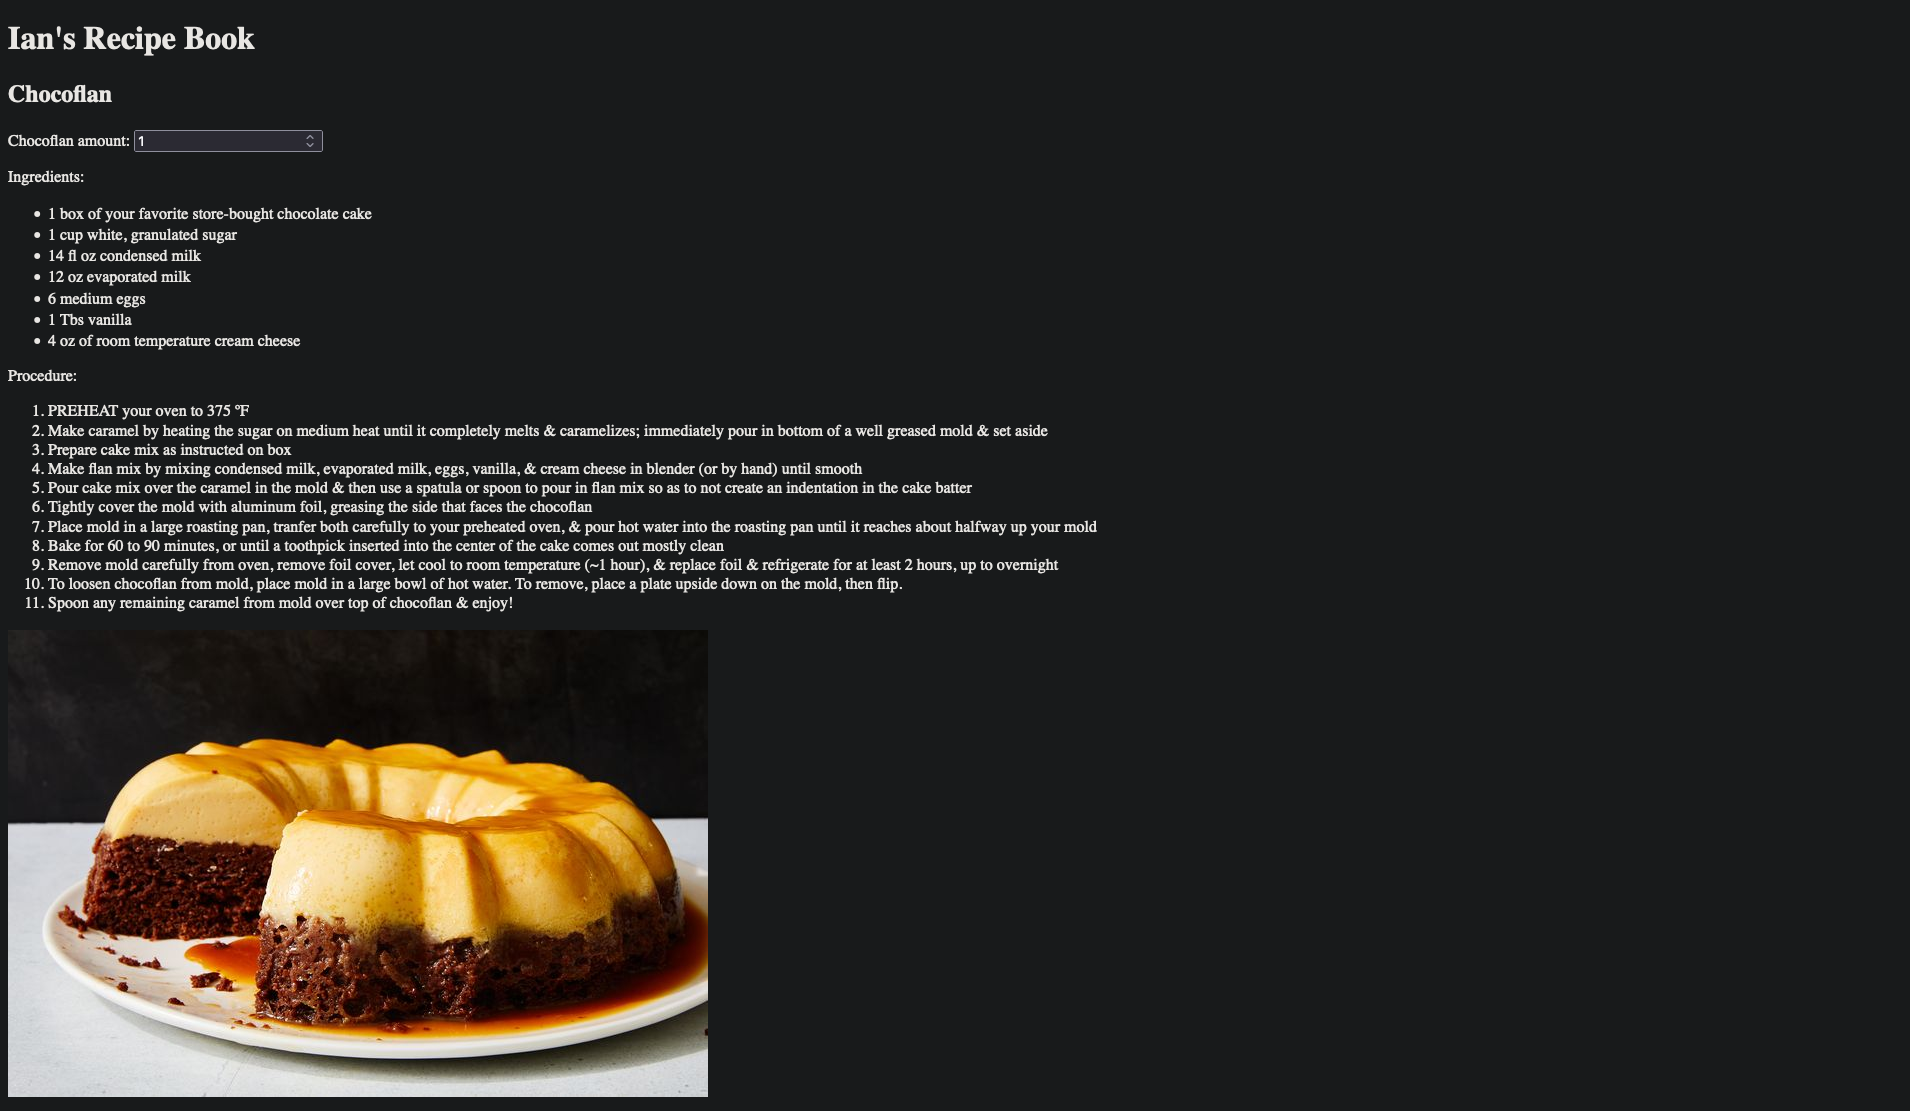 Ian's Recipe Book
Chocoflan
Chocoflan amount: 1
Ingredients:
• 1 box of your favorite store-bought chocolate cake
• 1 cup white, granulated sugar
• 14 fl oz condensed milk
• 12 oz evaporated milk
• 6 medium eggs
• 1 Tbs vanilla
• 4 oz of room temperature cream cheese
Procedure:
1. PREHEAT your oven to 375 °F
2. Make caramel by heating the sugar on medium heat until it completely melts & caramelizes; immediately pour in bottom of a well greased mold & set aside
3. Prepare cake mix as instructed on box
4. Make flan mix by mixing condensed milk, evaporated milk, eggs, vanilla, & cream cheese in blender (or by hand) until smooth
5. Pour cake mix over the caramel in the mold & then use a spatula or spoon to pour in flan mix so as to not create an indentation in the cake batter
6. Tightly cover the mold with aluminum foil, greasing the side that faces the chocoflan
7. Place mold in a large roasting pan, tranfer both carefully to your preheated oven, & pour hot water into the roasting pan until it reaches about halfway up your mold
8. Bake for 60 to 90 minutes, or until a toothpick inserted into the center of the cake comes out mostly clean
9. Remove mold carefully from oven, remove foil cover, let cool to room temperature (~1 hour), & replace foil & refrigerate for at least 2 hours, up to overnight
10. To loosen chocoflan from mold, place mold in a large bowl of hot water. To remove, place a plate upside down on the mold, then flip.
11. Spoon any remaining caramel from mold over top of chocoflan & enjoy!